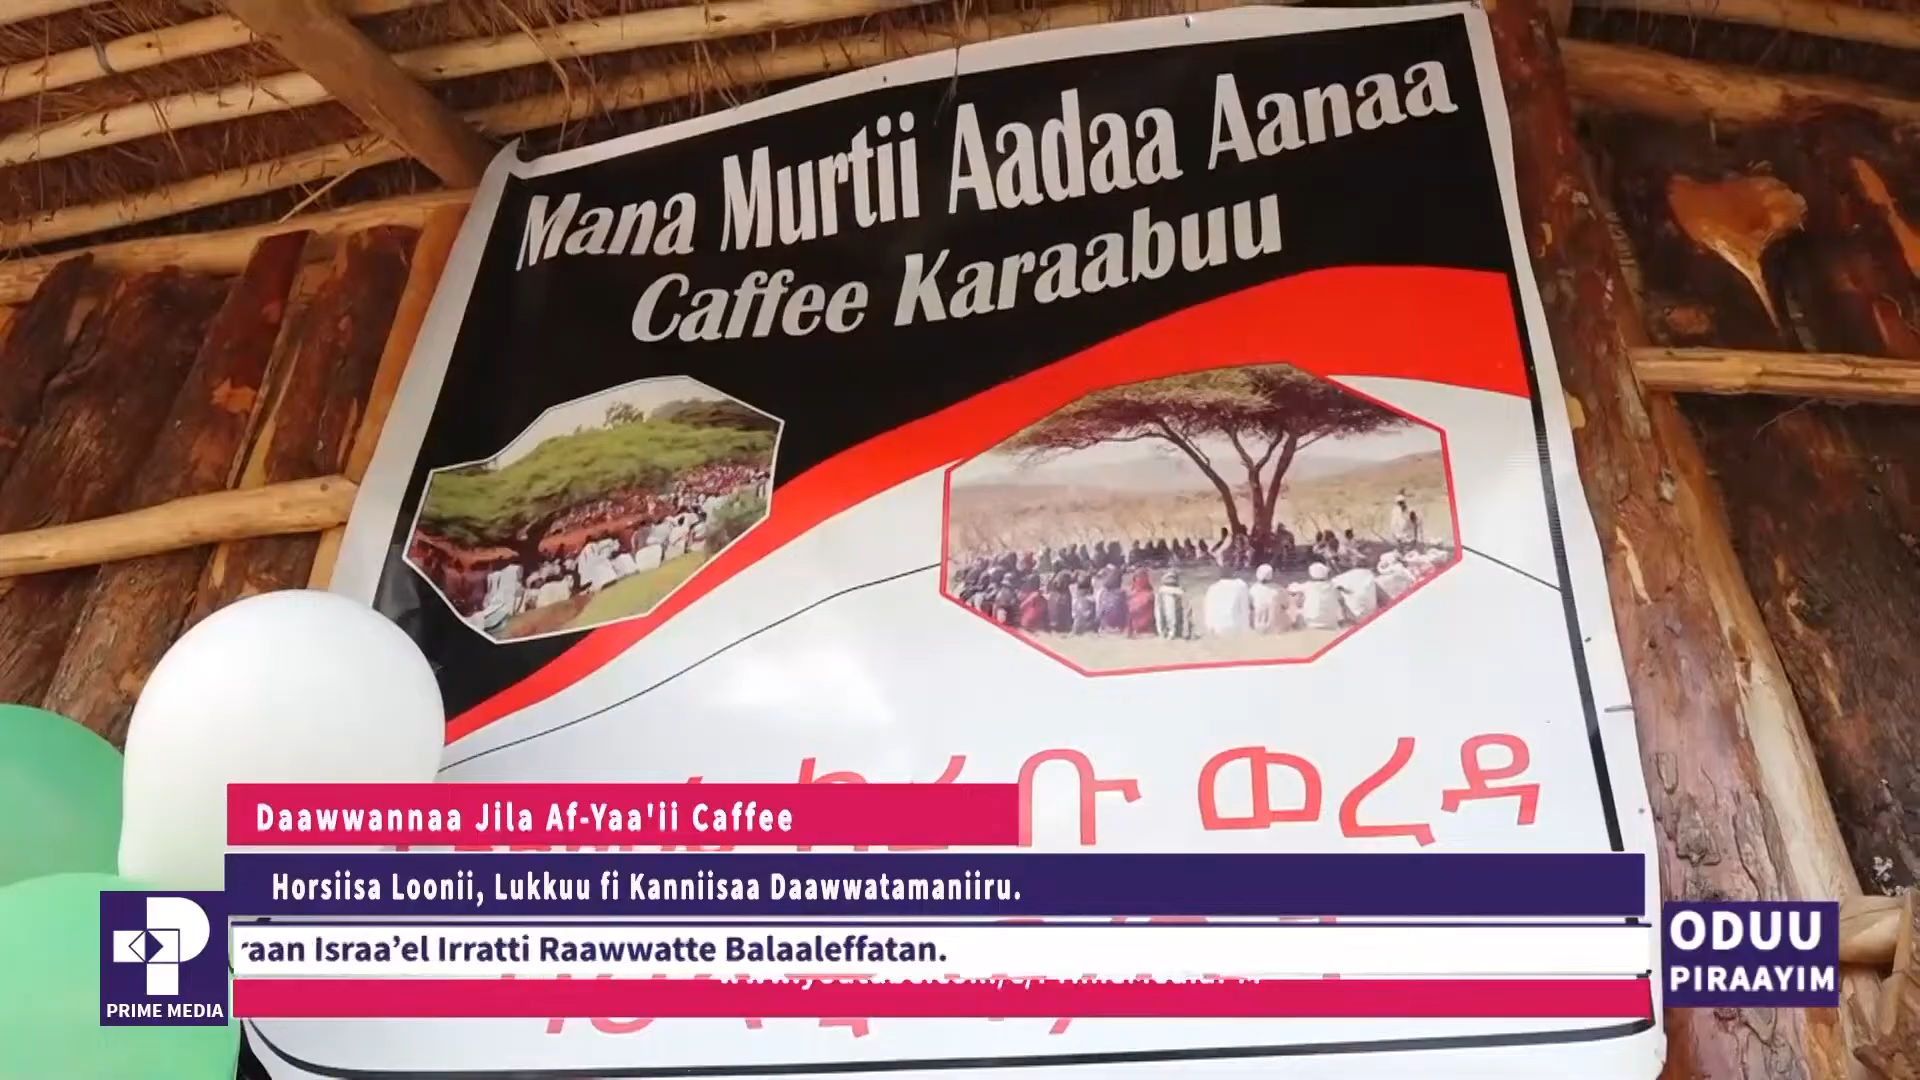 Mana Murtii Aadaa Aanaa
Caffee Karaabuu
ቡ ወረዳ
Daawwannaa Jila Af-Yaa'ii Caffee
Horsiisa Loonii, Lukkuu fi Kanniisaa Daawwatamaniiru.
raan Israa’el Irratti Raawwatte Balaaleffatan.
PRIME MEDIA
ODUU
PIRAAYIM